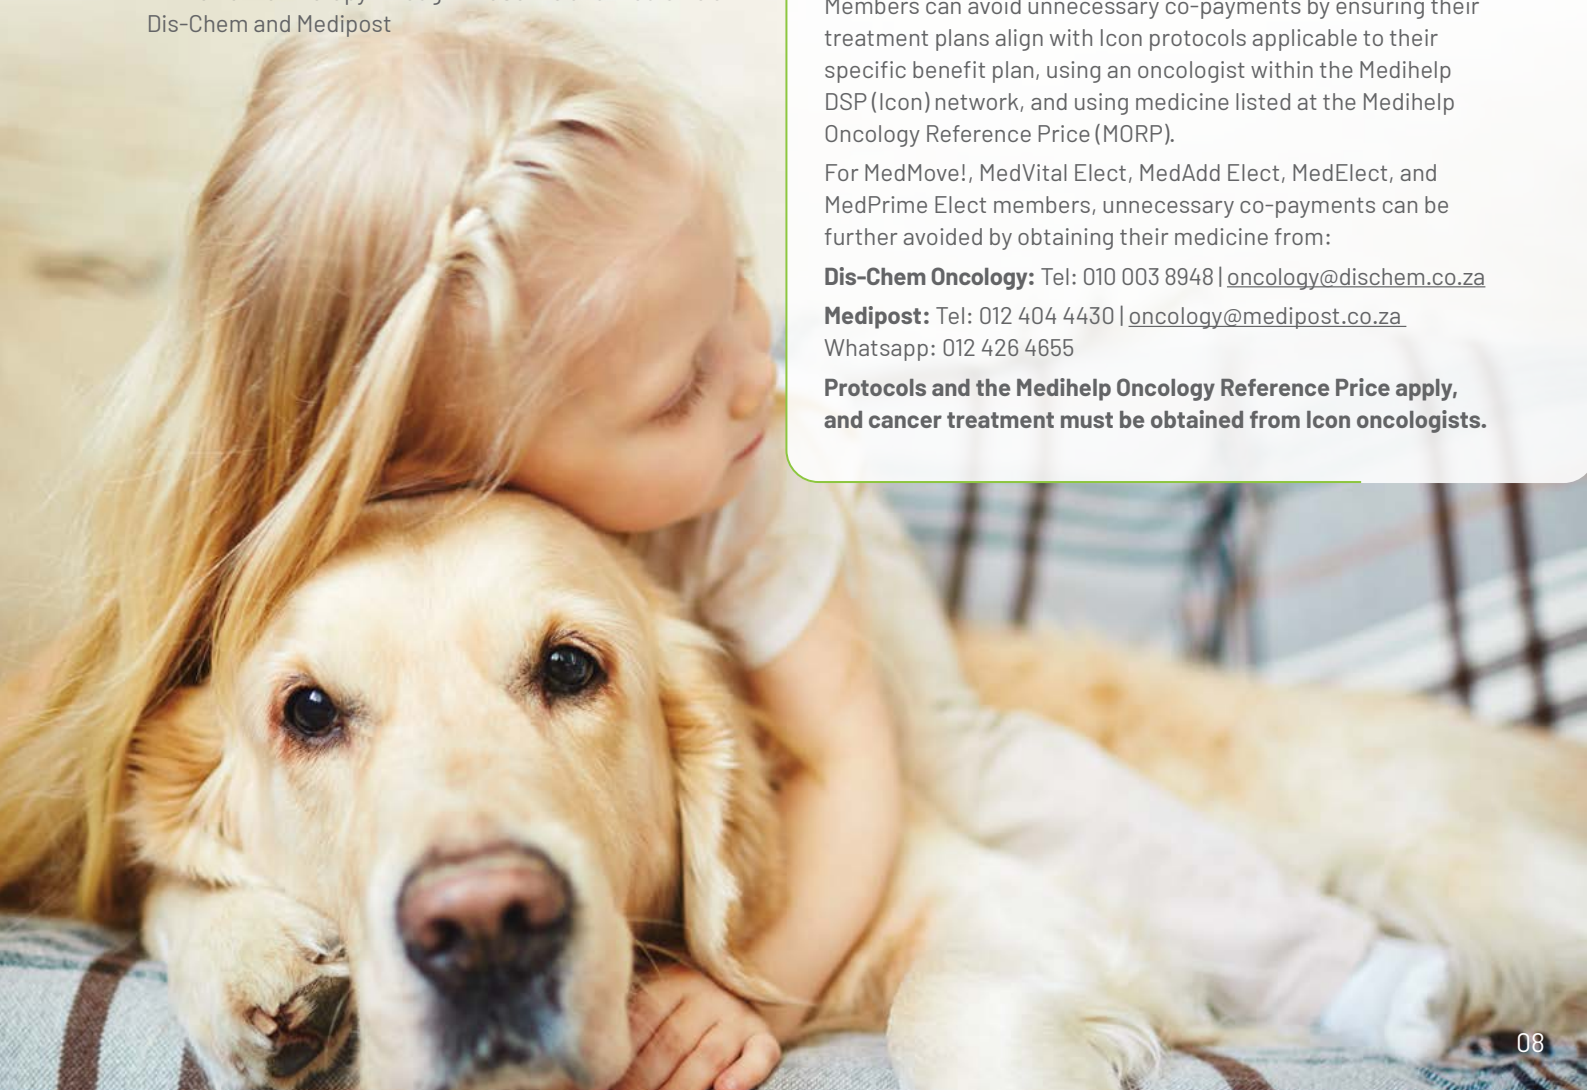 Dis-Chem and Medipost
Members can avoid unnecessary co-payments by ensuring their
treatment plans align with Icon protocols applicable to their
specific benefit plan, using an oncologist within the Medihelp
DSP (Icon) network, and using medicine listed at the Medihelp
Oncology Reference Price (MORP).
For MedMove!, MedVital Elect, MedAdd Elect, MedElect, and
MedPrime Elect members, unnecessary co-payments can be
further avoided by obtaining their medicine from:
Dis-Chem Oncology: Tel: 010 003 8948 | oncology@dischem.co.za
Medipost: Tel: 012 404 4430 | oncology@medipost.co.za
Whatsapp: 012 426 4655
Protocols and the Medihelp Oncology Reference Price apply,
and cancer treatment must be obtained from Icon oncologists.
08